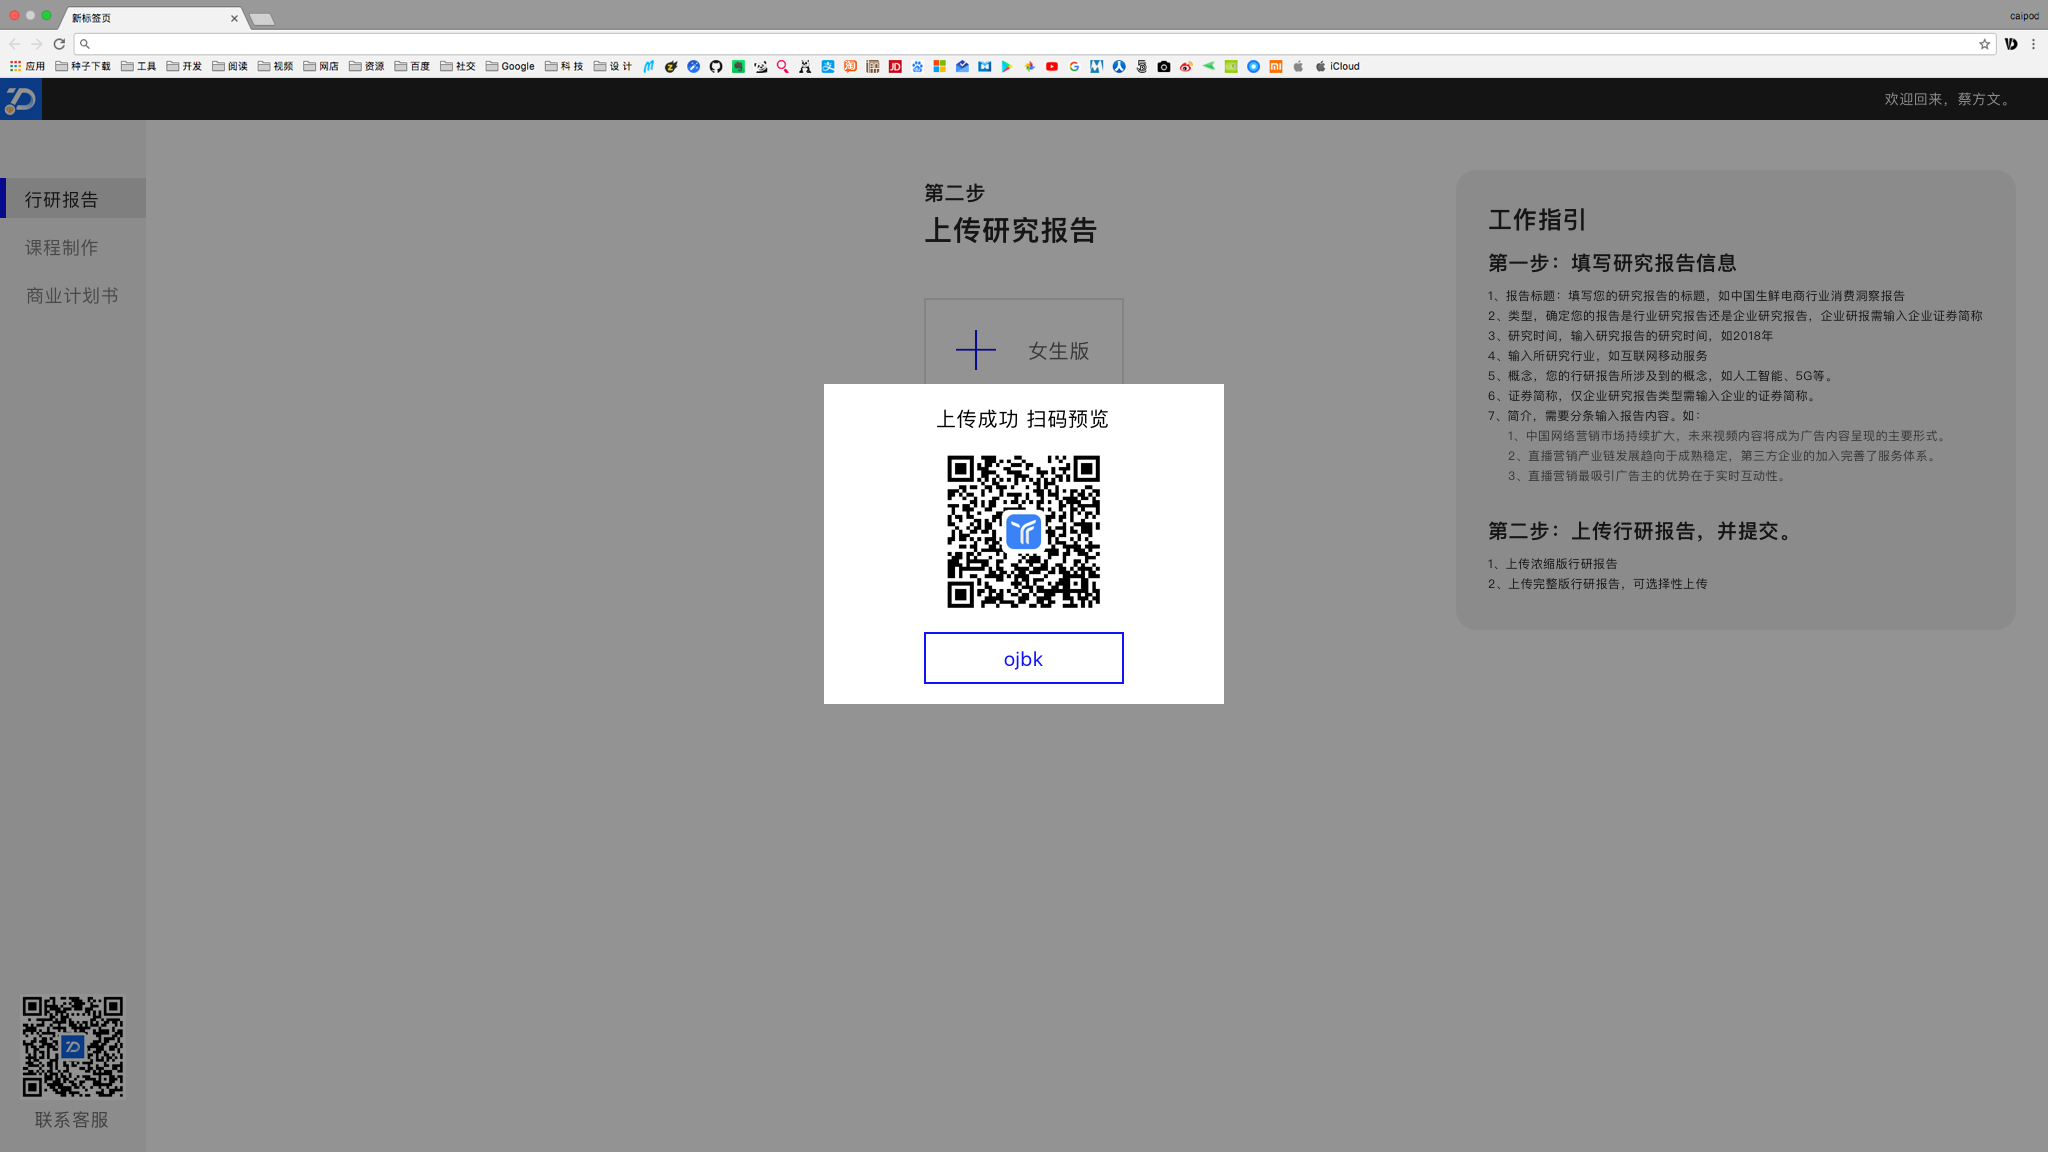 新标签页
caipod
应用 种子下载 工具 开发 阅读 视频 网店 资源 百度 社交 Google 科 技 设 计 iCloud
欢迎回来，蔡方文。
行研报告
课程制作
商业计划书
联系客服
第二步
上传研究报告
女生版
上传成功 扫码预览
ojbk
工作指引
第一步：填写研究报告信息
1、报告标题：填写您的研究报告的标题，如中国生鲜电商行业消费洞察报告
2、类型，确定您的报告是行业研究报告还是企业研究报告，企业研报需输入企业证券简称
3、研究时间，输入研究报告的研究时间，如2018年
4、输入所研究行业，如互联网移动服务
5、概念，您的行研报告所涉及到的概念，如人工智能、5G等。
6、证券简称，仅企业研究报告类型需输入企业的证券简称。
7、简介，需要分条输入报告内容。如：
1、中国网络营销市场持续扩大，未来视频内容将成为广告内容呈现的主要形式。
2、直播营销产业链发展趋向于成熟稳定，第三方企业的加入完善了服务体系。
3、直播营销最吸引广告主的优势在于实时互动性。
第二步：上传行研报告，并提交。
1、上传浓缩版行研报告
2、上传完整版行研报告，可选择性上传